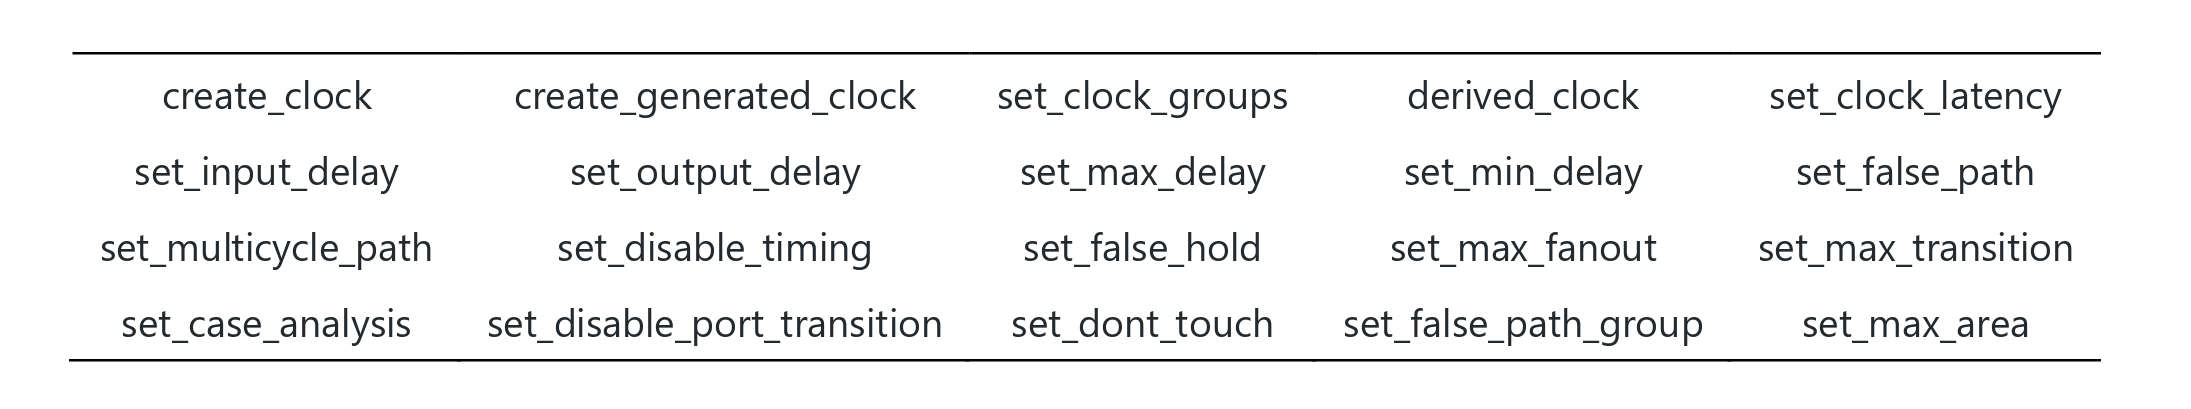 create_clock create_generated_clock set_clock_groups derived_clock set_clock_latency
set_input_delay set_output_delay set_max_delay set_min_delay set_false_path
set_multicycle_path set_disable_timing set_false_hold set_max_fanout set_max_transition
set_case_analysis set_disable_port_transition set_dont_touch set_false_path_group set_max_area